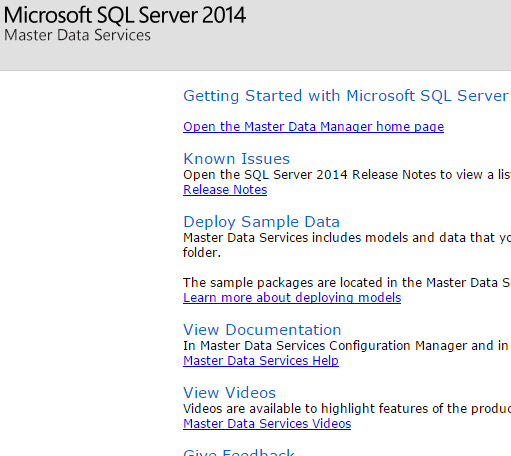 Microsoft SQL Server 2014
Master Data Services
Getting Started with Microsoft SQL Server
Open the Master Data Manager home page
Known Issues
Open the SQL Server 2014 Release Notes to view a lis
Release Notes
Deploy Sample Data
Master Data Services includes models and data that yo
folder.
The sample packages are located in the Master Data S
Learn more about deploying models
View Documentation
In Master Data Services Configuration Manager and in
Master Data Services Help
View Videos
Videos are available to highlight features of the produc
Master Data Services Videos
Give Feedback